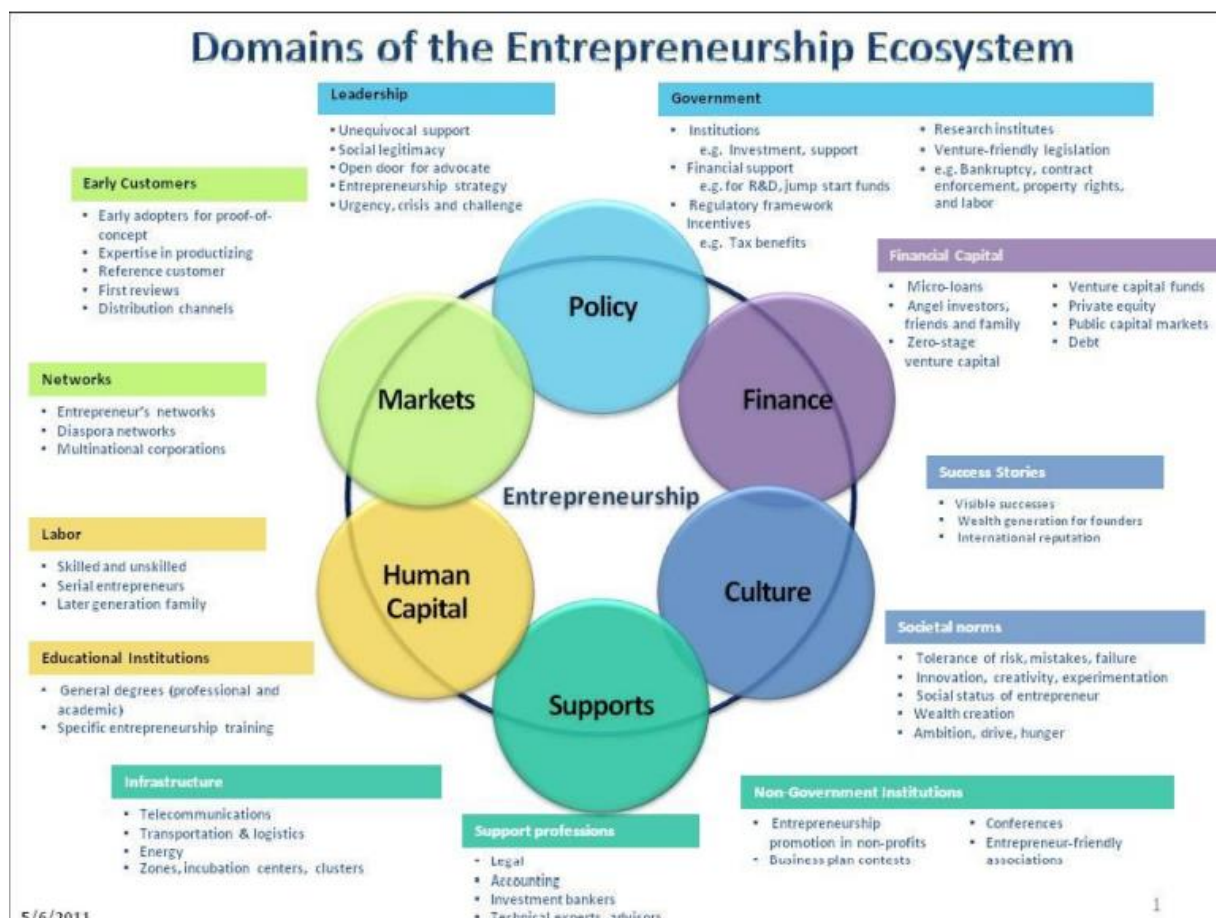 Domains of the Entrepreneurship Ecosystem
Leadership
▪ Unequivocal support
▪ Social legitimacy
▪ Open door for advocate
▪ Entrepreneurship strategy
▪ Urgency, crisis and challenge
Government
▪ Institutions
e.g. Investment, support
▪ Financial support
e.g. for R&D, jump start funds
▪ Regulatory framework
Incentives
e.g. Tax benefits
▪ Research institutes
▪ Venture-friendly legislation
▪ e.g. Bankruptcy, contract
enforcement, property rights,
and labor
Early Customers
▪ Early adopters for proof-of-
concept
▪ Expertise in productizing
▪ Reference customer
▪ First reviews
▪ Distribution channels
Financial Capital
▪ Micro-loans
▪ Angel investors,
friends and family
▪ Zero-stage
venture capital
▪ Venture capital funds
▪ Private equity
▪ Public capital markets
▪ Debt
Networks
▪ Entrepreneur's networks
▪ Diaspora networks
▪ Multinational corporations
Policy
Markets
Finance
Entrepreneurship
Human
Capital
Culture
Supports
Success Stories
▪ Visible successes
▪ Wealth generation for founders
▪ International reputation
Labor
▪ Skilled and unskilled
▪ Serial entrepreneurs
▪ Later generation family
Societal norms
▪ Tolerance of risk, mistakes, failure
▪ Innovation, creativity, experimentation
▪ Social status of entrepreneur
▪ Wealth creation
▪ Ambition, drive, hunger
Educational Institutions
▪ General degrees (professional and
academic)
▪ Specific entrepreneurship training
Infrastructure
▪ Telecommunications
▪ Transportation & logistics
▪ Energy
▪ Zones, incubation centers, clusters
Support professions
▪ Legal
▪ Accounting
▪ Investment bankers
▪ Technical experts, advisors
Non-Government Institutions
▪ Entrepreneurship
promotion in non-profits
▪ Business plan contests
▪ Conferences
▪ Entrepreneur-friendly
associations
5/6/2011
1